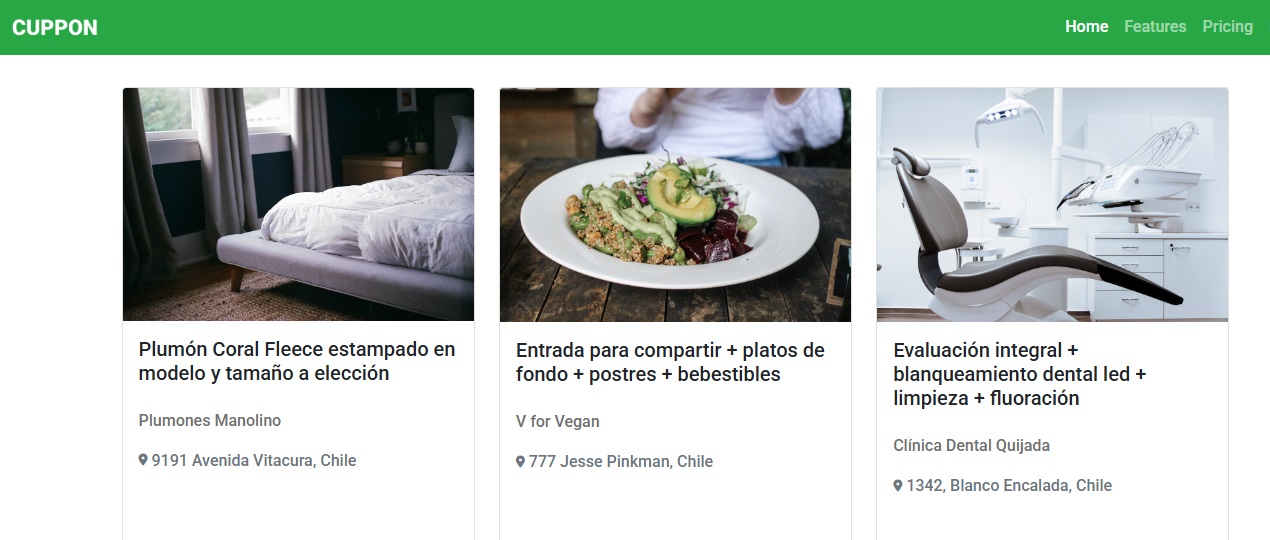 CUPPON
Home Features Pricing
Plumón Coral Fleece estampado en
modelo y tamaño a elección
Plumones Manolino
9191 Avenida Vitacura, Chile
Entrada para compartir + platos de
fondo + postres + bebestibles
V for Vegan
777 Jesse Pinkman, Chile
Evaluación integral +
blanqueamiento dental led +
limpieza + fluoración
Clínica Dental Quijada
1342, Blanco Encalada, Chile